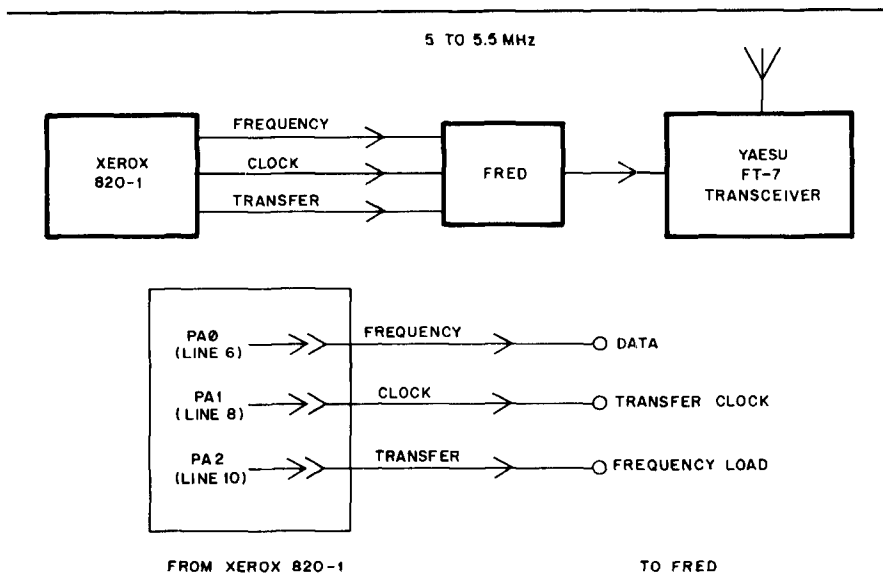 5 TO 5.5 MHz
XEROX
820-1
FREQUENCY
CLOCK
TRANSFER
FRED
YAESU
FT-7
TRANSCEIVER
PAØ
(LINE 6)
FREQUENCY
DATA
PA1
(LINE 8)
CLOCK
TRANSFER CLOCK
PA2
(LINE 10)
TRANSFER
FREQUENCY LOAD
FROM XEROX 820-1
TO FRED